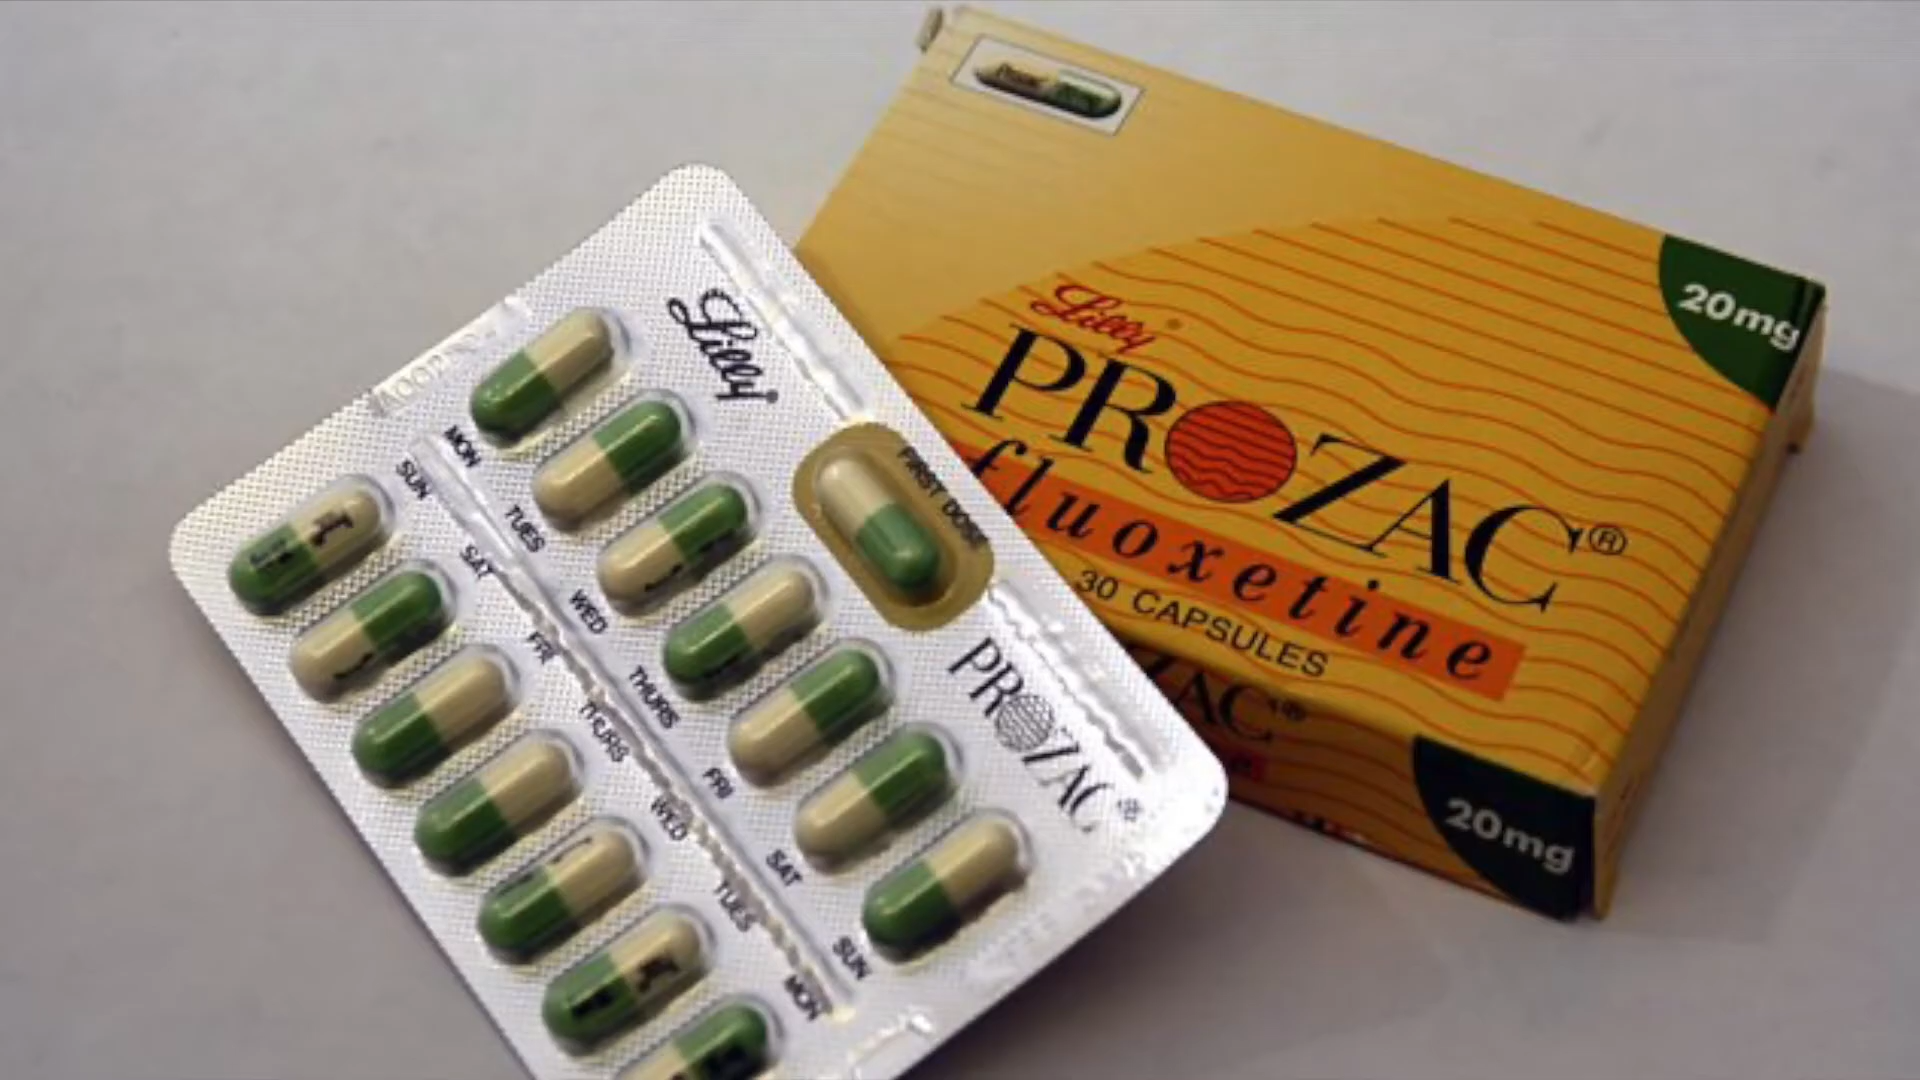 Lilly
PROZAC®
fluoxetine
30 CAPSULES
20mg
20mg
ZAC®
Lilly®
FIRST DOSE
PROZAC®
MON
TUES
WED
THURS
FRI
SAT
SUN
SUN
SAT
FRI
THURS
WED
TUES
MON